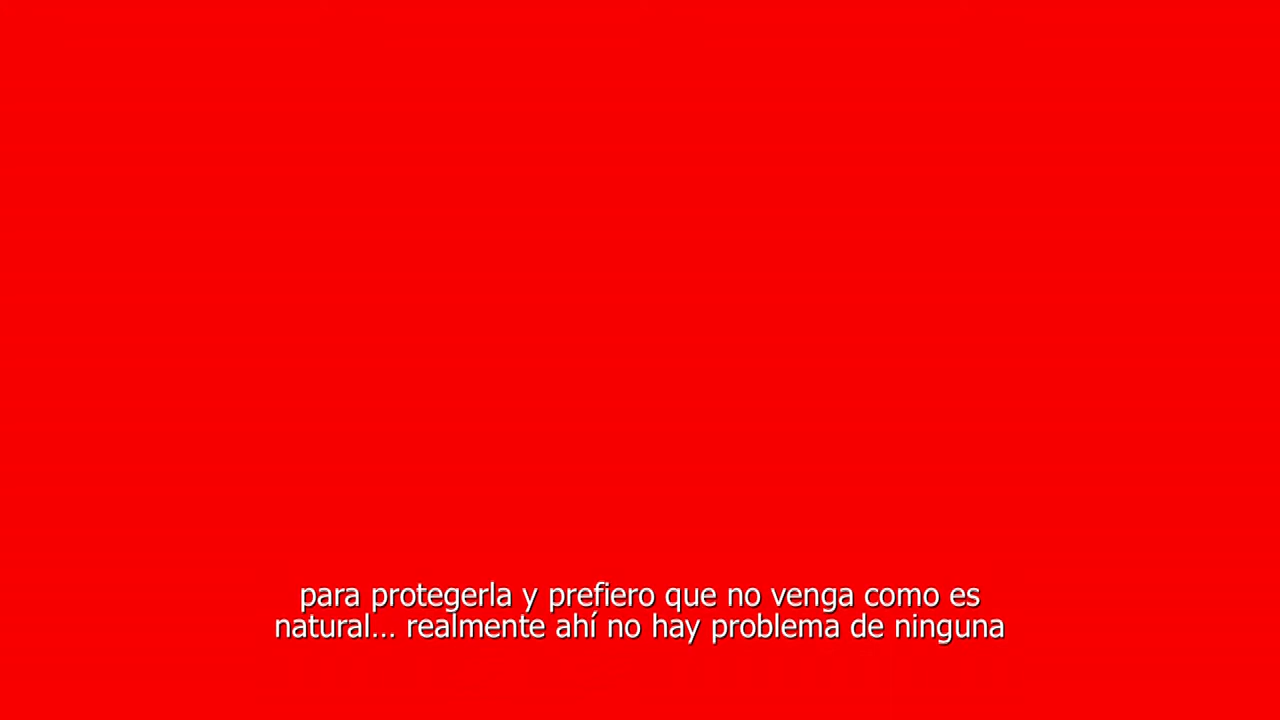 para protegerla y prefiero que no venga como es
natural... realmente ahí no hay problema de ninguna